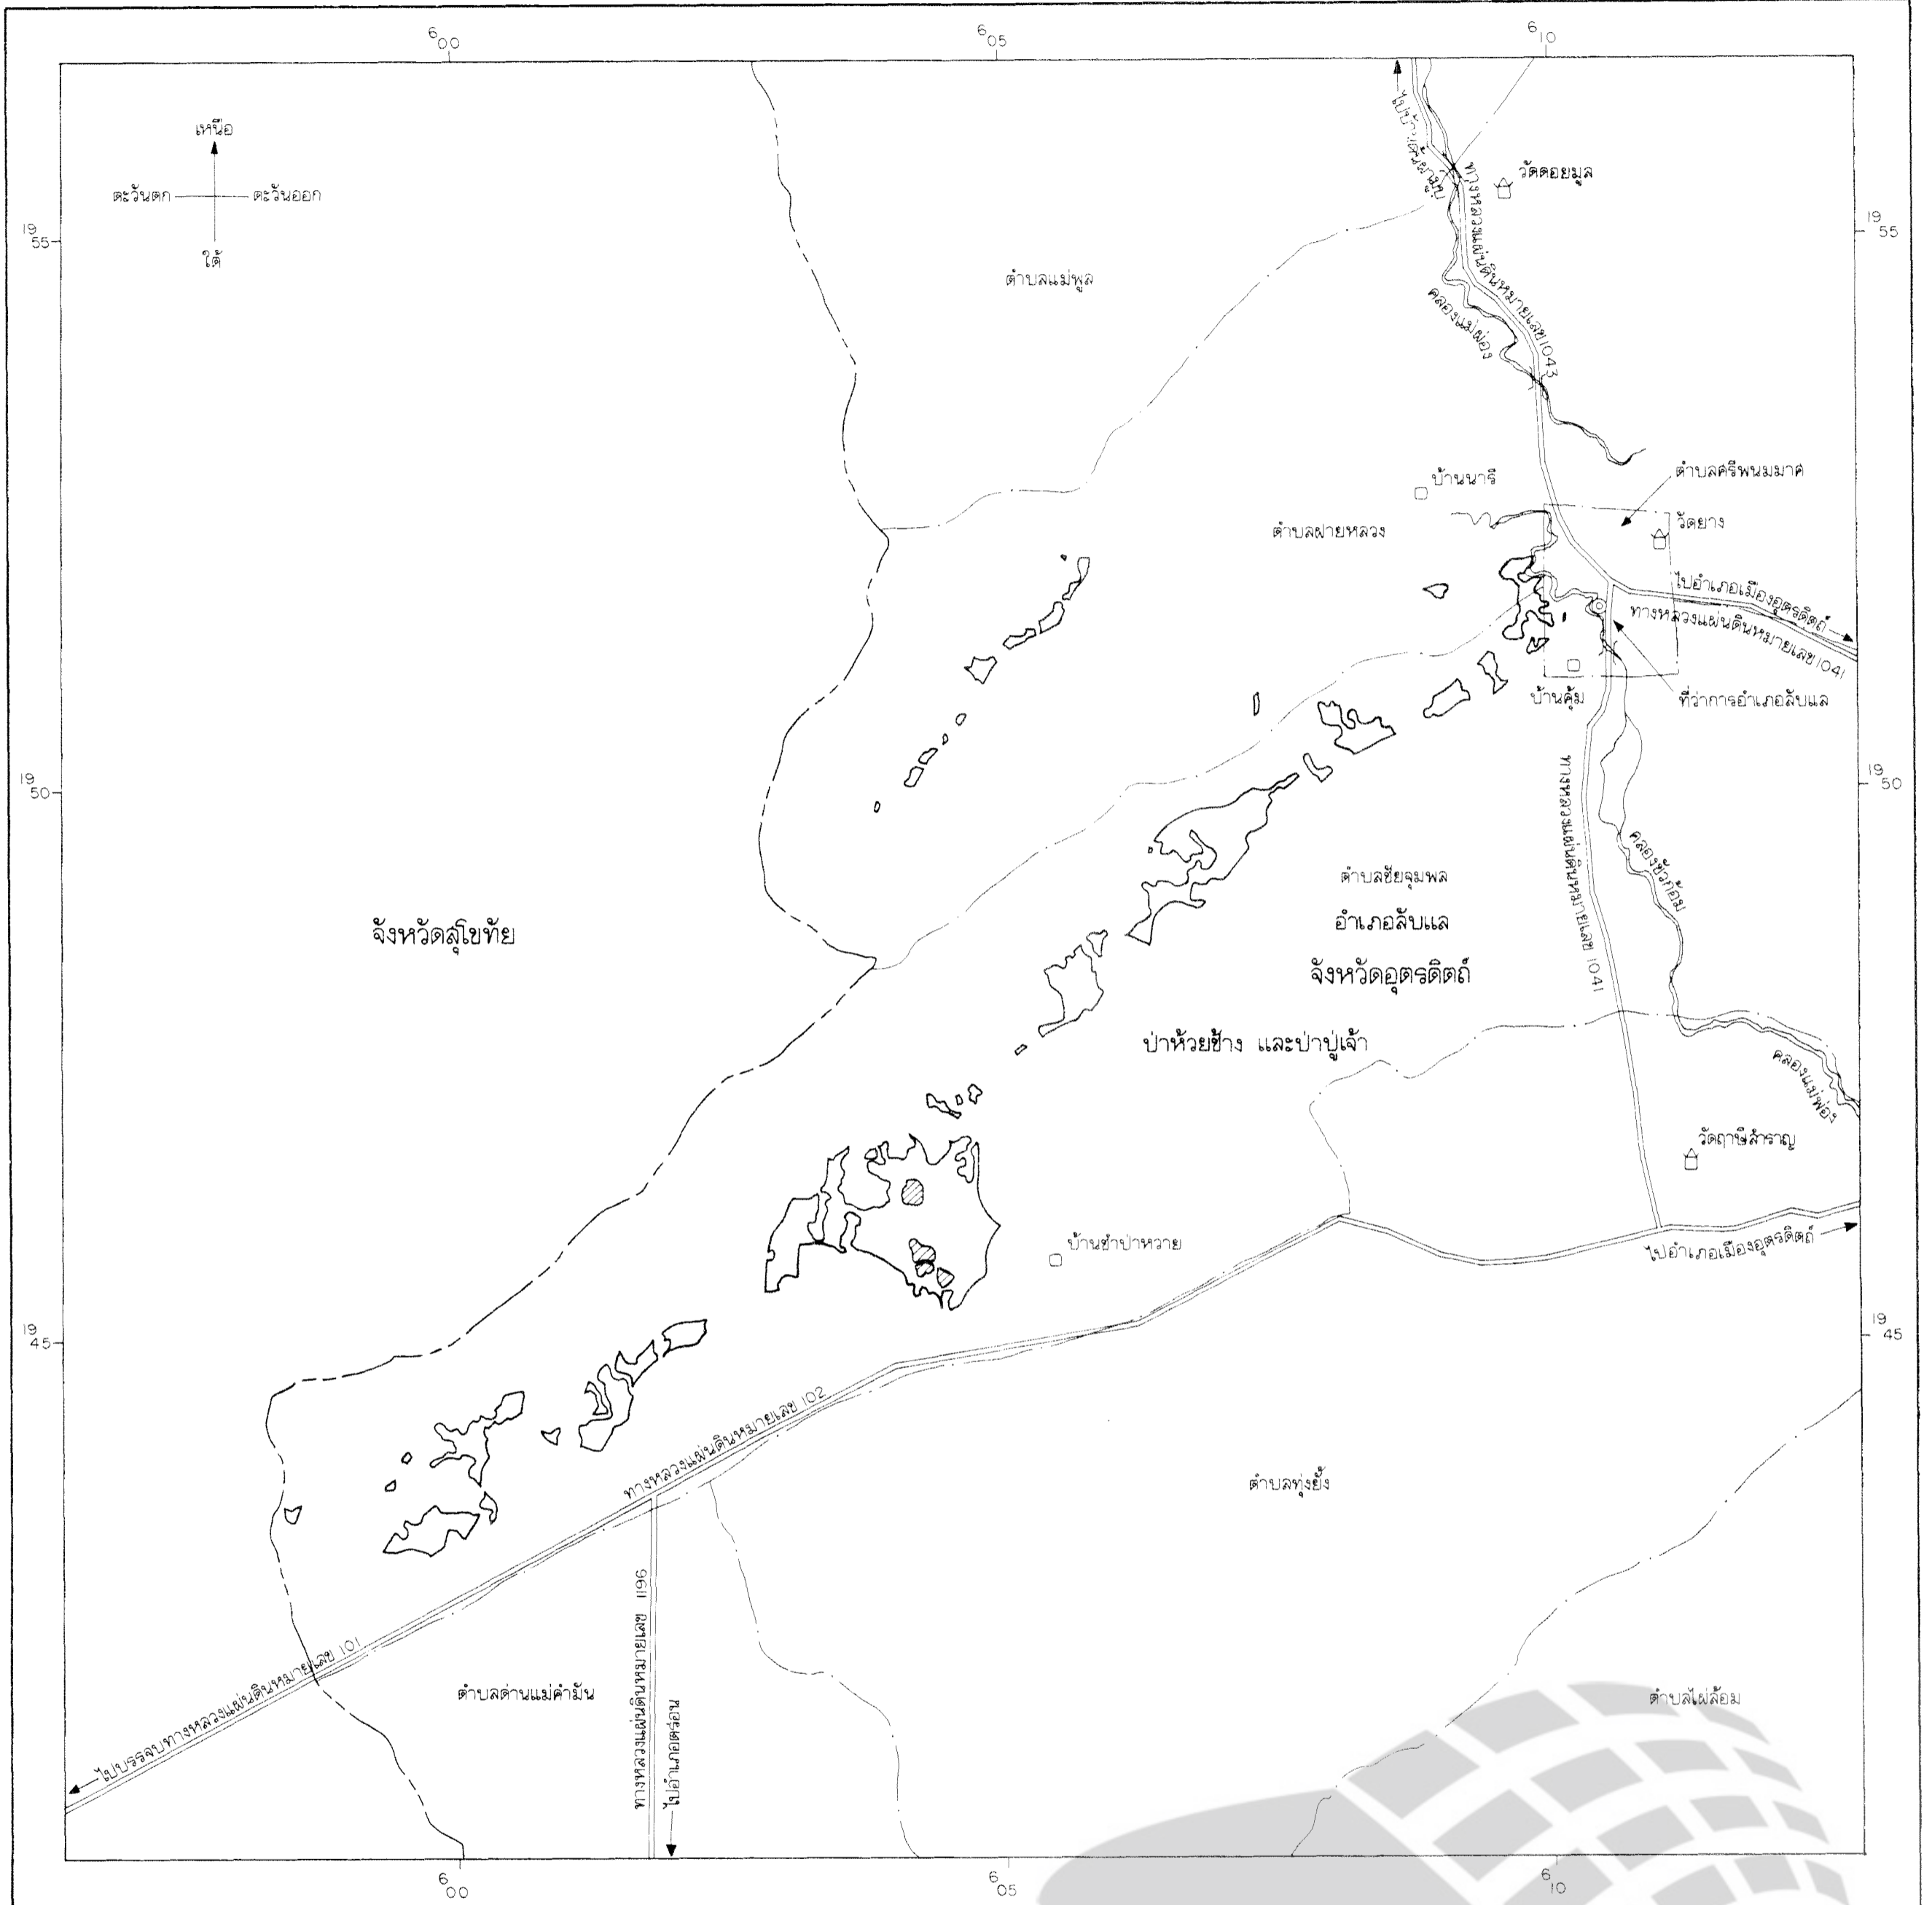 6 00
6 05
6 10
เหนือ
ตะวันตก
ตะวันออก
ใต้
19 55
19 55
วัดดอยมูล
ตำบลแม่พูล
ทางหลวงแผ่นดินหมายเลข 1043
คลองแม่ผ่อง
บ้านนารี
ตำบลศรีพนมมาศ
ตำบลฝายหลวง
วัดยาง
ไปอำเภอเมืองอุตรดิตถ์
ทางหลวงแผ่นดินหมายเลข 1041
บ้านคุ้ม
ที่ว่าการอำเภอลับแล
19 50
19 50
ทางหลวงแผ่นดินหมายเลข 1041
ตำบลชัยจุมพล
อำเภอลับแล
จังหวัดสุโขทัย
จังหวัดอุตรดิตถ์
ป่าห้วยช้าง และป่าปู่เจ้า
คลองแม่พ่อง
วัดฤาษีสำราญ
บ้านซำป่าหวาย
ไปอำเภอเมืองอุตรดิตถ์
19 45
19 45
ทางหลวงแผ่นดินหมายเลข 102
ตำบลทุ่งยั้ง
ทางหลวงแผ่นดินหมายเลข 1196
ไปอำเภอตรอน
ไปบรรจบทางหลวงแผ่นดินหมายเลข 101
ตำบลด่านแม่คำมัน
ตำบลไผ่ล้อม
6 00
6 05
6 10